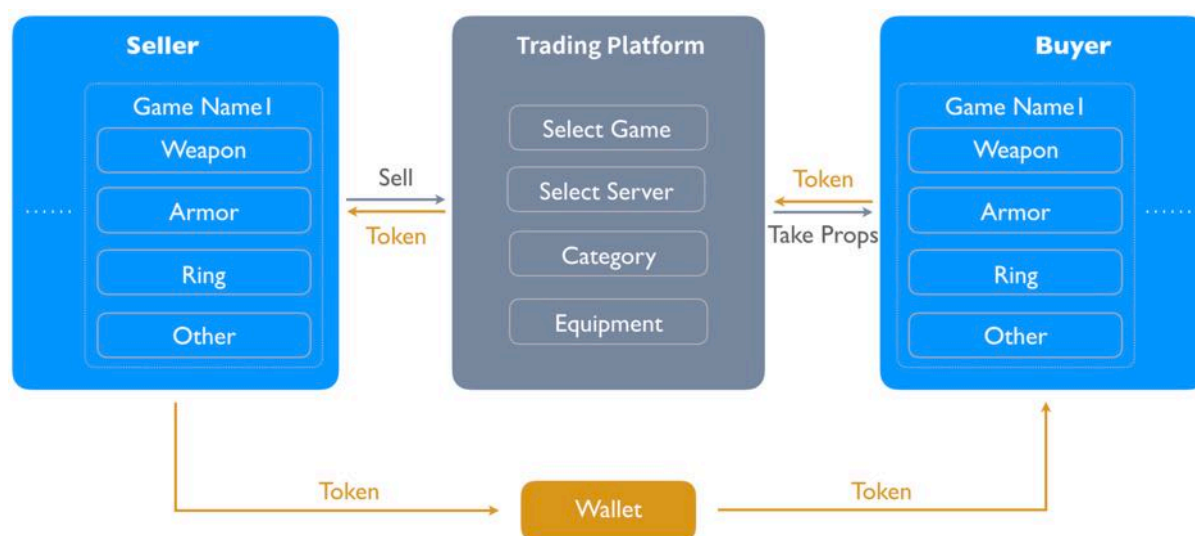 Seller
Game Name1
Weapon
Armor
Ring
Other
......
Sell
Token
Trading Platform
Select Game
Select Server
Category
Equipment
Token
Take Props
Buyer
Game Name1
Weapon
Armor
Ring
Other
......
Token
Wallet
Token